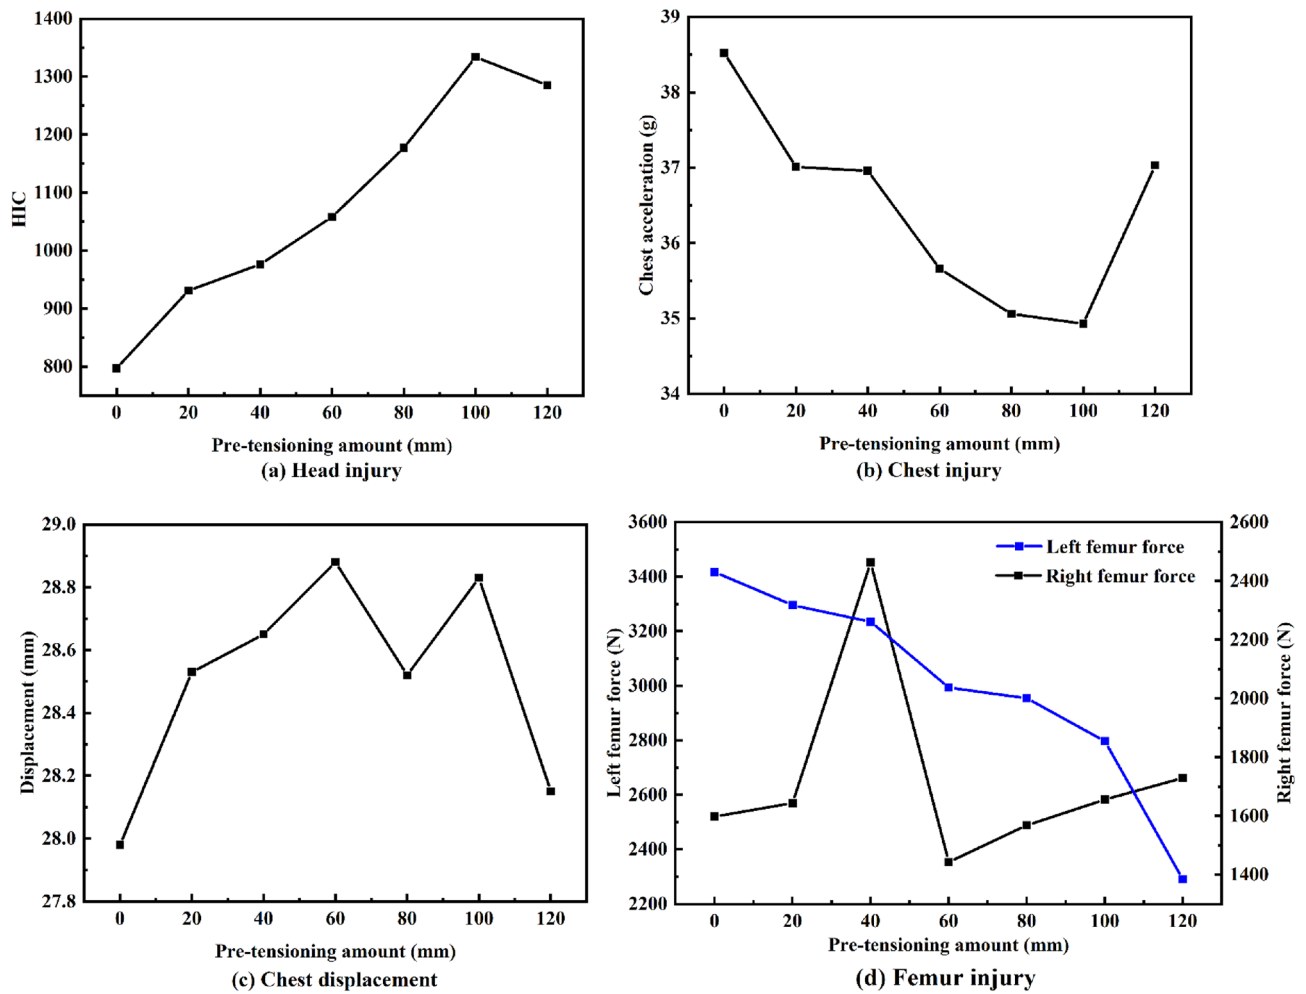 1400
1300
1200
1100
1000
900
800
HIC
0 20 40 60 80 100 120
Pre-tensioning amount (mm)
(a) Head injury
39
38
37
36
35
34
Chest acceleration (g)
0 20 40 60 80 100 120
Pre-tensioning amount (mm)
(b) Chest injury
29.0
28.8
28.6
28.4
28.2
28.0
27.8
Displacement (mm)
0 20 40 60 80 100 120
Pre-tensioning amount (mm)
(c) Chest displacement
3600
3400
3200
3000
2800
2600
2400
2200
Left femur force (N)
Left femur force
Right femur force
2600
2400
2200
2000
1800
1600
1400
Right femur force (N)
0 20 40 60 80 100 120
Pre-tensioning amount (mm)
(d) Femur injury